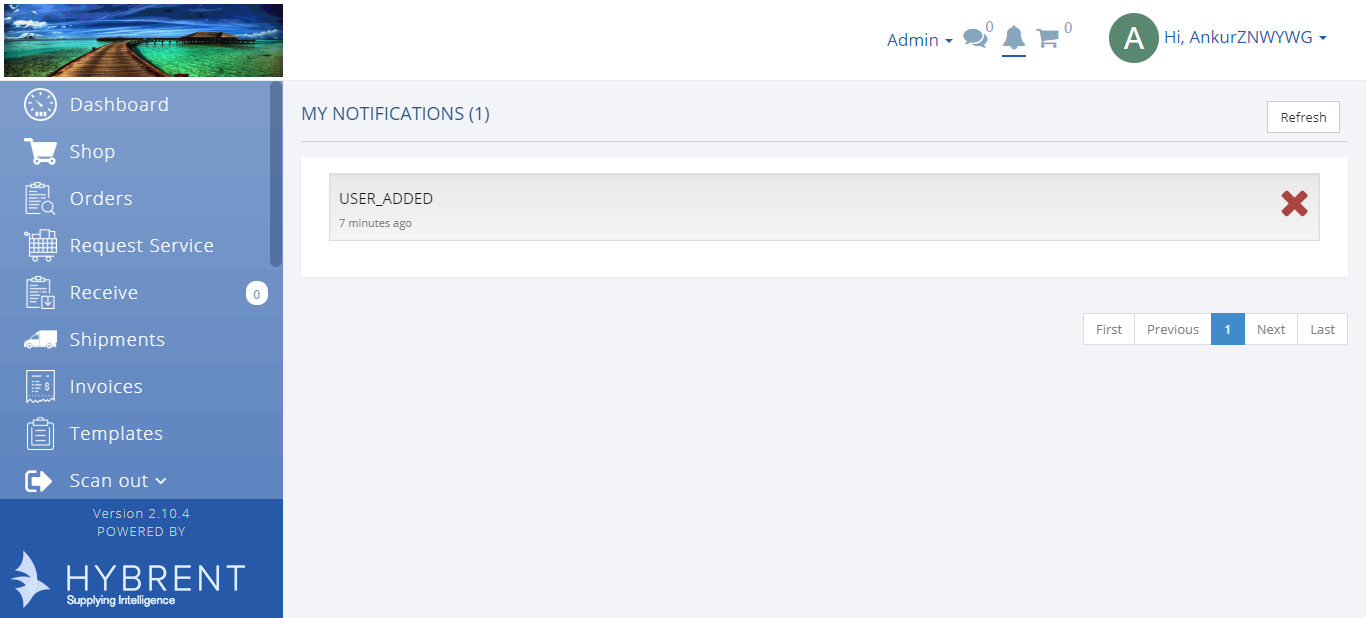 Admin
0
0
A
Hi, AnkurZNWYWG
Dashboard
Shop
Orders
Request Service
Receive
0
Shipments
Invoices
Templates
Scan out
Version 2.10.4
POWERED BY
HYBRENT
Supplying Intelligence
MY NOTIFICATIONS (1)
Refresh
USER_ADDED
7 minutes ago
First
Previous
1
Next
Last